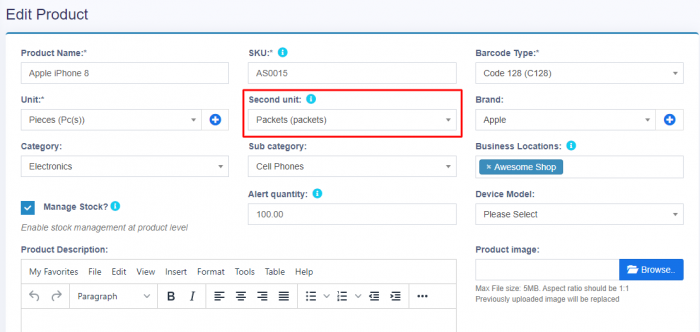 Edit Product
Product Name:* SKU: Barcode Type:*
Apple iPhone 8 AS0015 Code 128 (C128)
Unit:* Second unit: Brand:
Pieces (Pc(s)) Packets (packets) Apple
Category: Sub category: Business Locations:
Electronics Cell Phones × Awesome Shop
Manage Stock? Alert quantity: Device Model:
100.00 Please Select
Enable stock management at product level
Product Description: Product image:
My Favorites File Edit View Insert Format Tools Table Help
Browse..
Paragraph B I
Max File size: 5MB. Aspect ratio should be 1:1
Previously uploaded image will be replaced